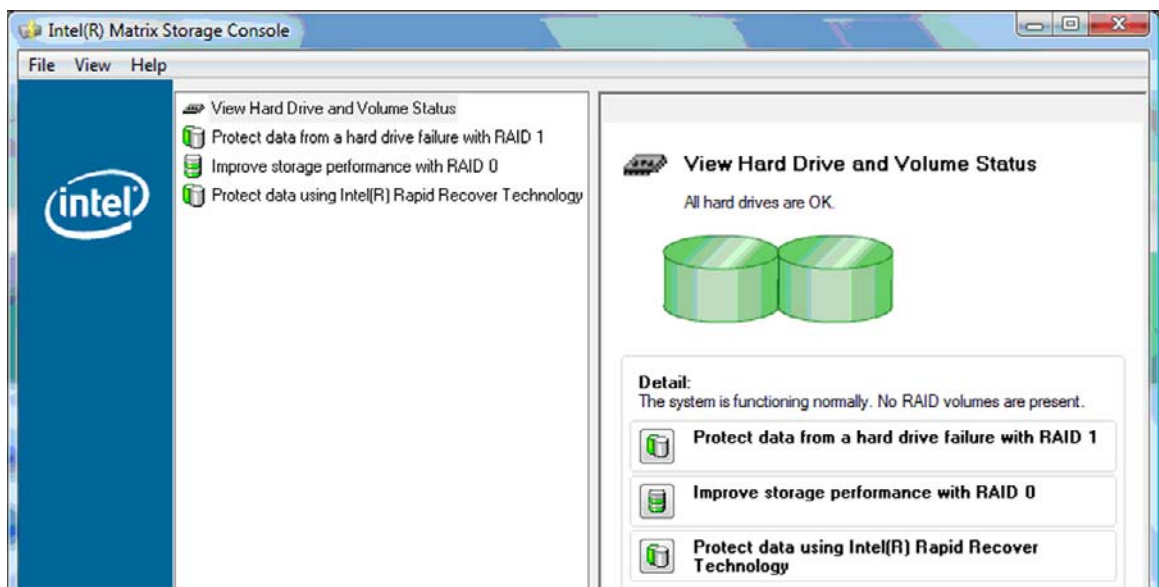 Intel(R) Matrix Storage Console
File View Help
intel
View Hard Drive and Volume Status
Protect data from a hard drive failure with RAID 1
Improve storage performance with RAID 0
Protect data using Intel(R) Rapid Recover Technology
View Hard Drive and Volume Status
All hard drives are OK.
Detail:
The system is functioning normally. No RAID volumes are present.
Protect data from a hard drive failure with RAID 1
Improve storage performance with RAID 0
Protect data using Intel(R) Rapid Recover
Technology